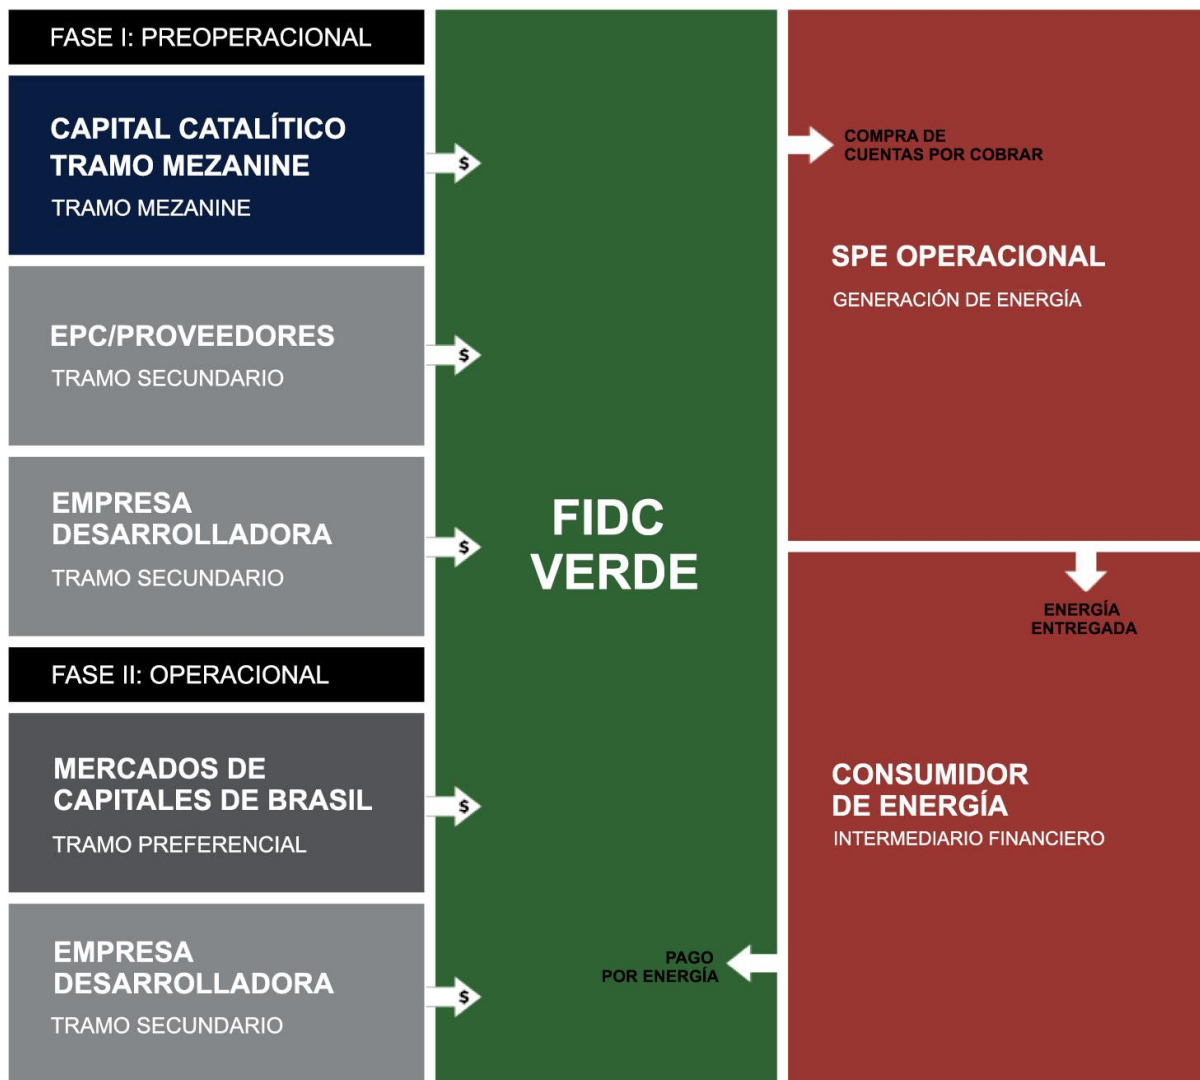 FASE I: PREOPERACIONAL
CAPITAL CATALÍTICO
TRAMO MEZANINE
TRAMO MEZANINE
$
EPC/PROVEEDORES
TRAMO SECUNDARIO
$
EMPRESA
DESARROLLADORA
TRAMO SECUNDARIO
$
FASE II: OPERACIONAL
MERCADOS DE
CAPITALES DE BRASIL
TRAMO PREFERENCIAL
$
EMPRESA
DESARROLLADORA
TRAMO SECUNDARIO
$
FIDC
VERDE
PAGO
POR ENERGÍA
COMPRA DE
CUENTAS POR COBRAR
SPE OPERACIONAL
GENERACIÓN DE ENERGÍA
ENERGÍA
ENTREGADA
CONSUMIDOR
DE ENERGÍA
INTERMEDIARIO FINANCIERO